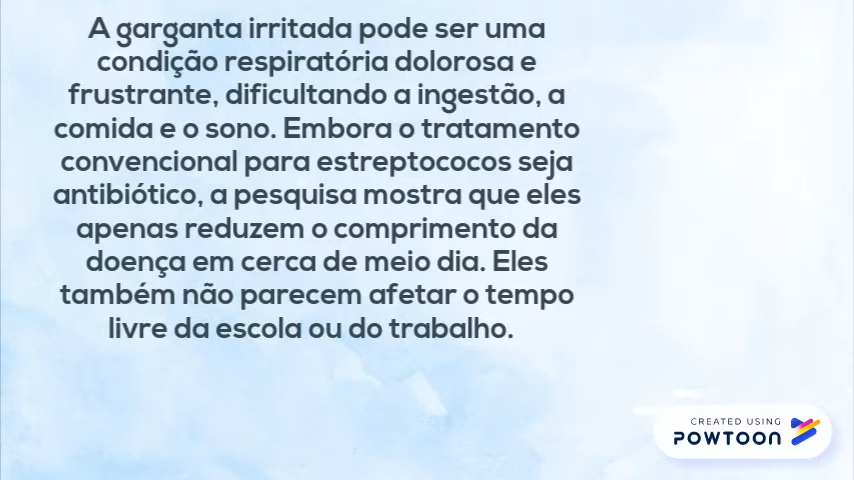 A garganta irritada pode ser uma
condição respiratória dolorosa e
frustrante, dificultando a ingestão, a
comida e o sono. Embora o tratamento
convencional para estreptococos seja
antibiótico, a pesquisa mostra que eles
apenas reduzem o comprimento da
doença em cerca de meio dia. Eles
também não parecem afetar o tempo
livre da escola ou do trabalho.
CREATED USING
POWTOON